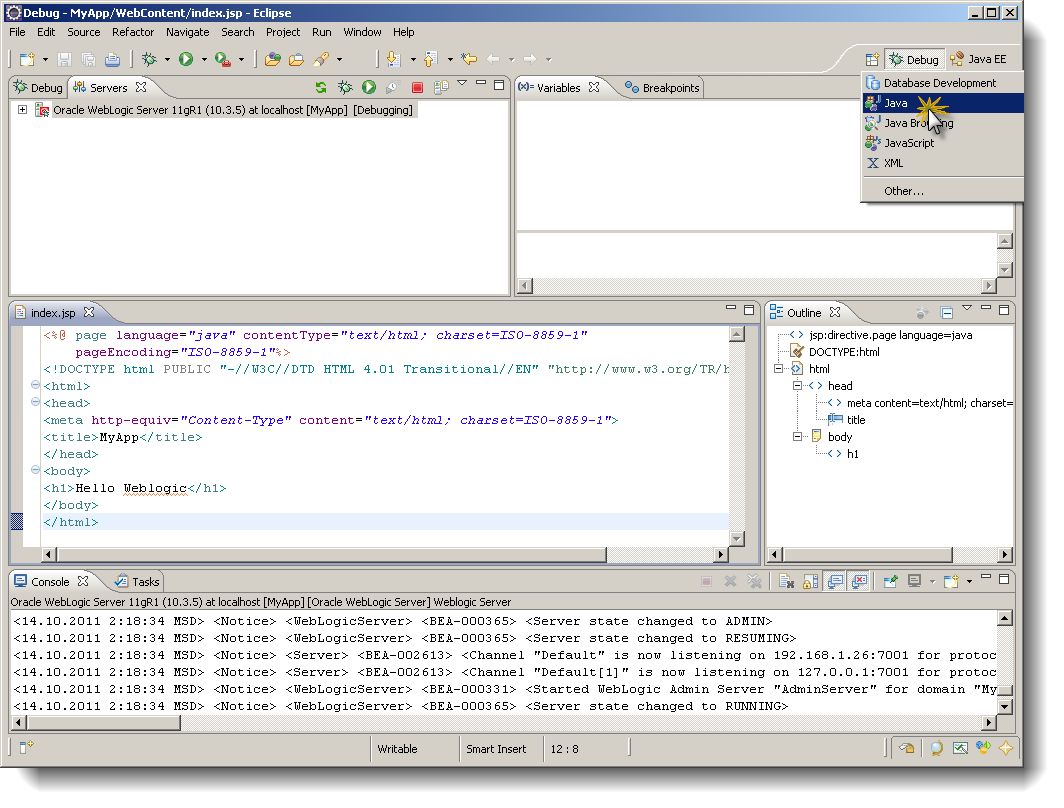 Debug - MyApp/WebContent/index.jsp - Eclipse
File Edit Source Refactor Navigate Search Project Run Window Help
Debug Java EE
Database Development
Java
Java Bro ng
JavaScript
XML
Other...
Debug Servers
Oracle WebLogic Server 11gR1 (10.3.5) at localhost [MyApp] [Debugging]
(x)= Variables Breakpoints
index.jsp
<%@ page language="java" contentType="text/html; charset=ISO-8859-1"
pageEncoding="ISO-8859-1"%>
<!DOCTYPE html PUBLIC "-//W3C//DTD HTML 4.01 Transitional//EN" "http://www.w3.org/TR/h
<html>
<head>
<meta http-equiv="Content-Type" content="text/html; charset=ISO-8859-1">
<title>MyApp</title>
</head>
<body>
<h1>Hello Weblogic</h1>
</body>
</html>
Outline
jsp:directive.page language=java
DOCTYPE:html
html
head
meta content=text/html; charset=
title
body
h1
Console Tasks
Oracle WebLogic Server 11gR1 (10.3.5) at localhost [MyApp] [Oracle WebLogic Server] Weblogic Server
<14.10.2011 2:18:34 MSD> <Notice> <WebLogicServer> <BEA-000365> <Server state changed to ADMIN>
<14.10.2011 2:18:34 MSD> <Notice> <WebLogicServer> <BEA-000365> <Server state changed to RESUMING>
<14.10.2011 2:18:34 MSD> <Notice> <Server> <BEA-002613> <Channel "Default" is now listening on 192.168.1.26:7001 for protoc
<14.10.2011 2:18:34 MSD> <Notice> <Server> <BEA-002613> <Channel "Default[1]" is now listening on 127.0.0.1:7001 for protoc
<14.10.2011 2:18:34 MSD> <Notice> <WebLogicServer> <BEA-000331> <Started WebLogic Admin Server "AdminServer" for domain "My
<14.10.2011 2:18:34 MSD> <Notice> <WebLogicServer> <BEA-000365> <Server state changed to RUNNING>
Writable Smart Insert 12 : 8